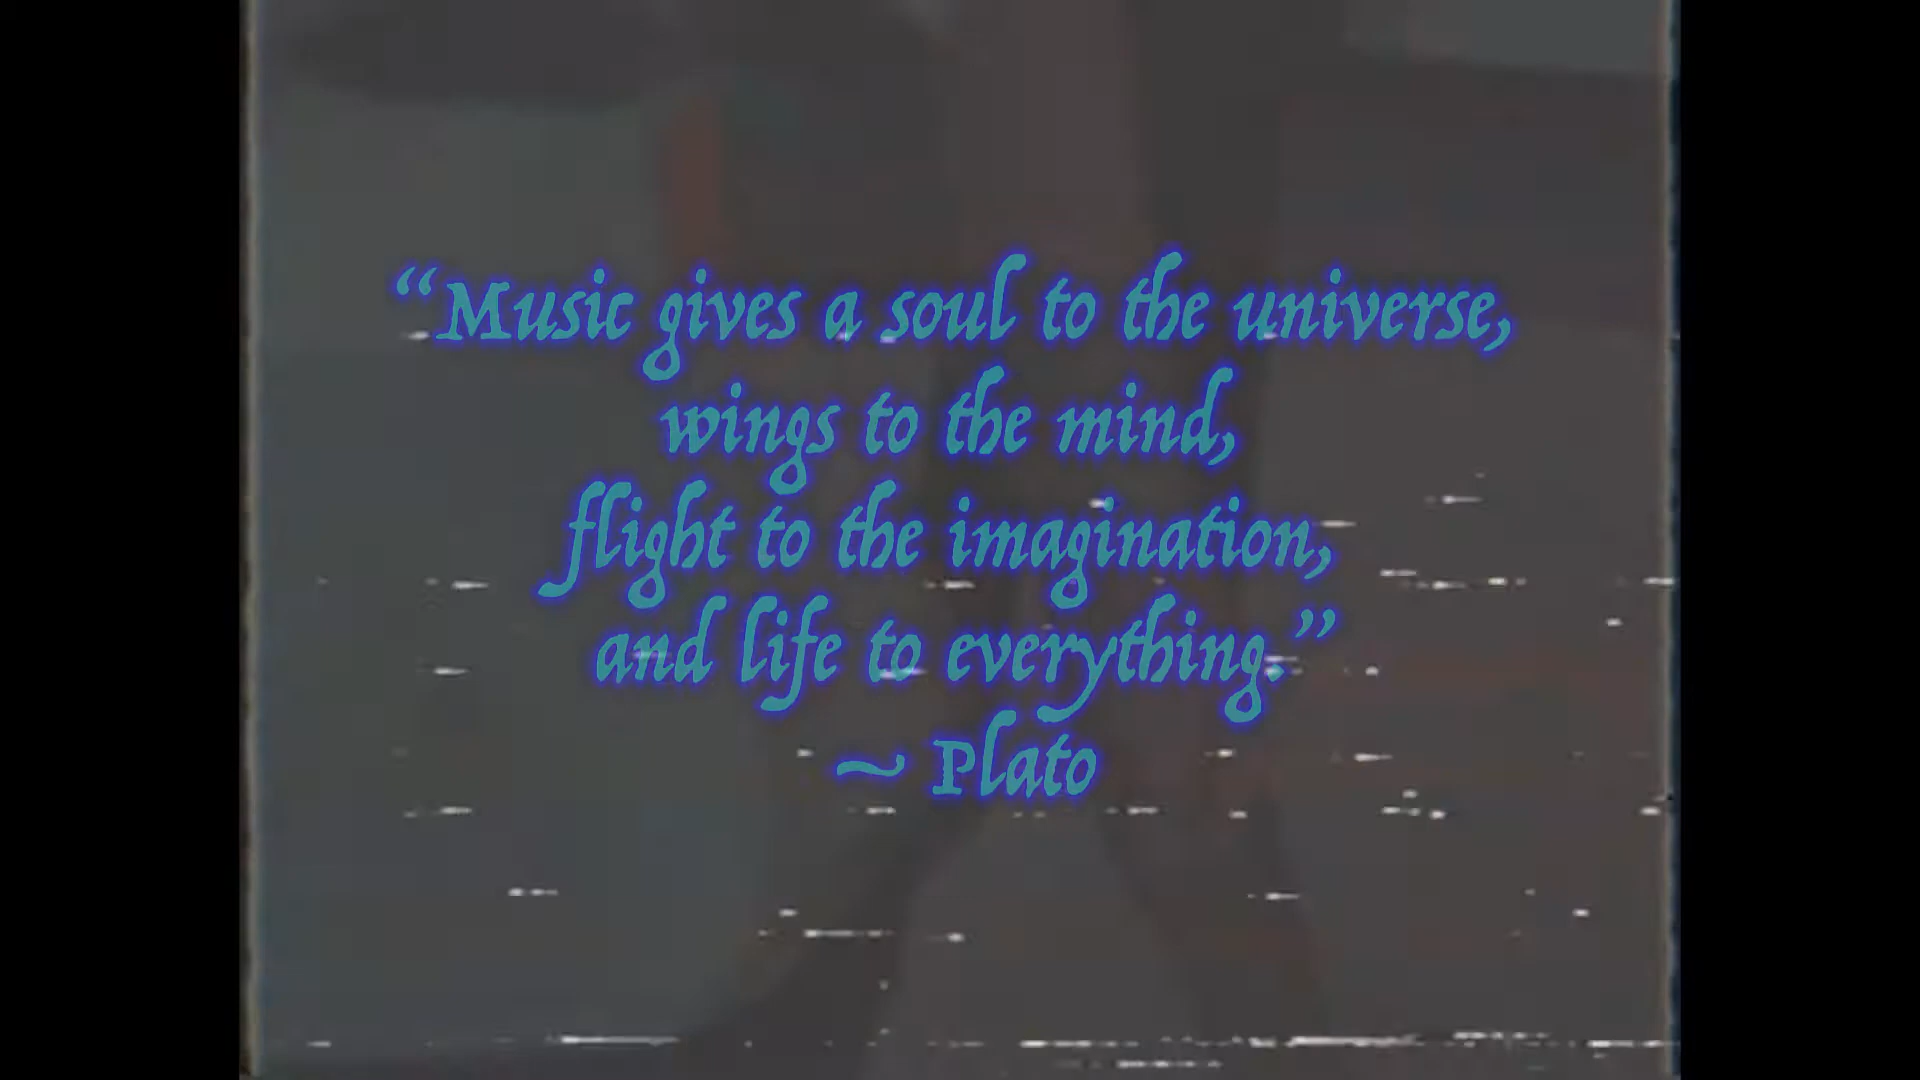 “Music gives a soul to the universe,
wings to the mind,
flight to the imagination,
and life to everything.”
~ Plato